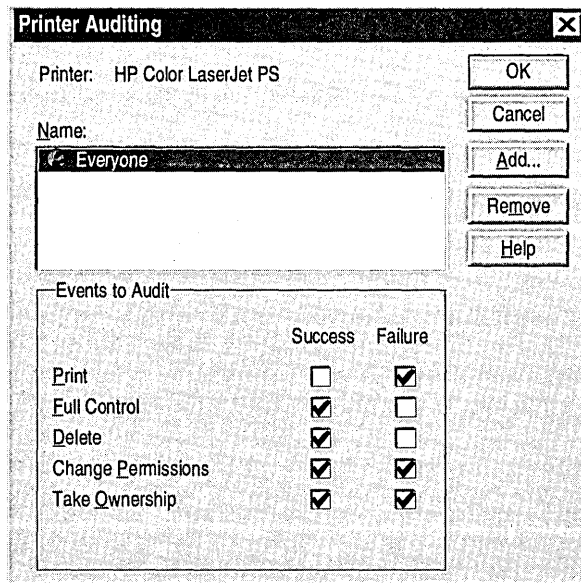 Printer Auditing
Printer: HP Color LaserJet PS
OK
Cancel
Name:
Everyone
Add...
Remove
Help
Events to Audit
Success Failure
Print
Full Control
Delete
Change Permissions
Take Ownership